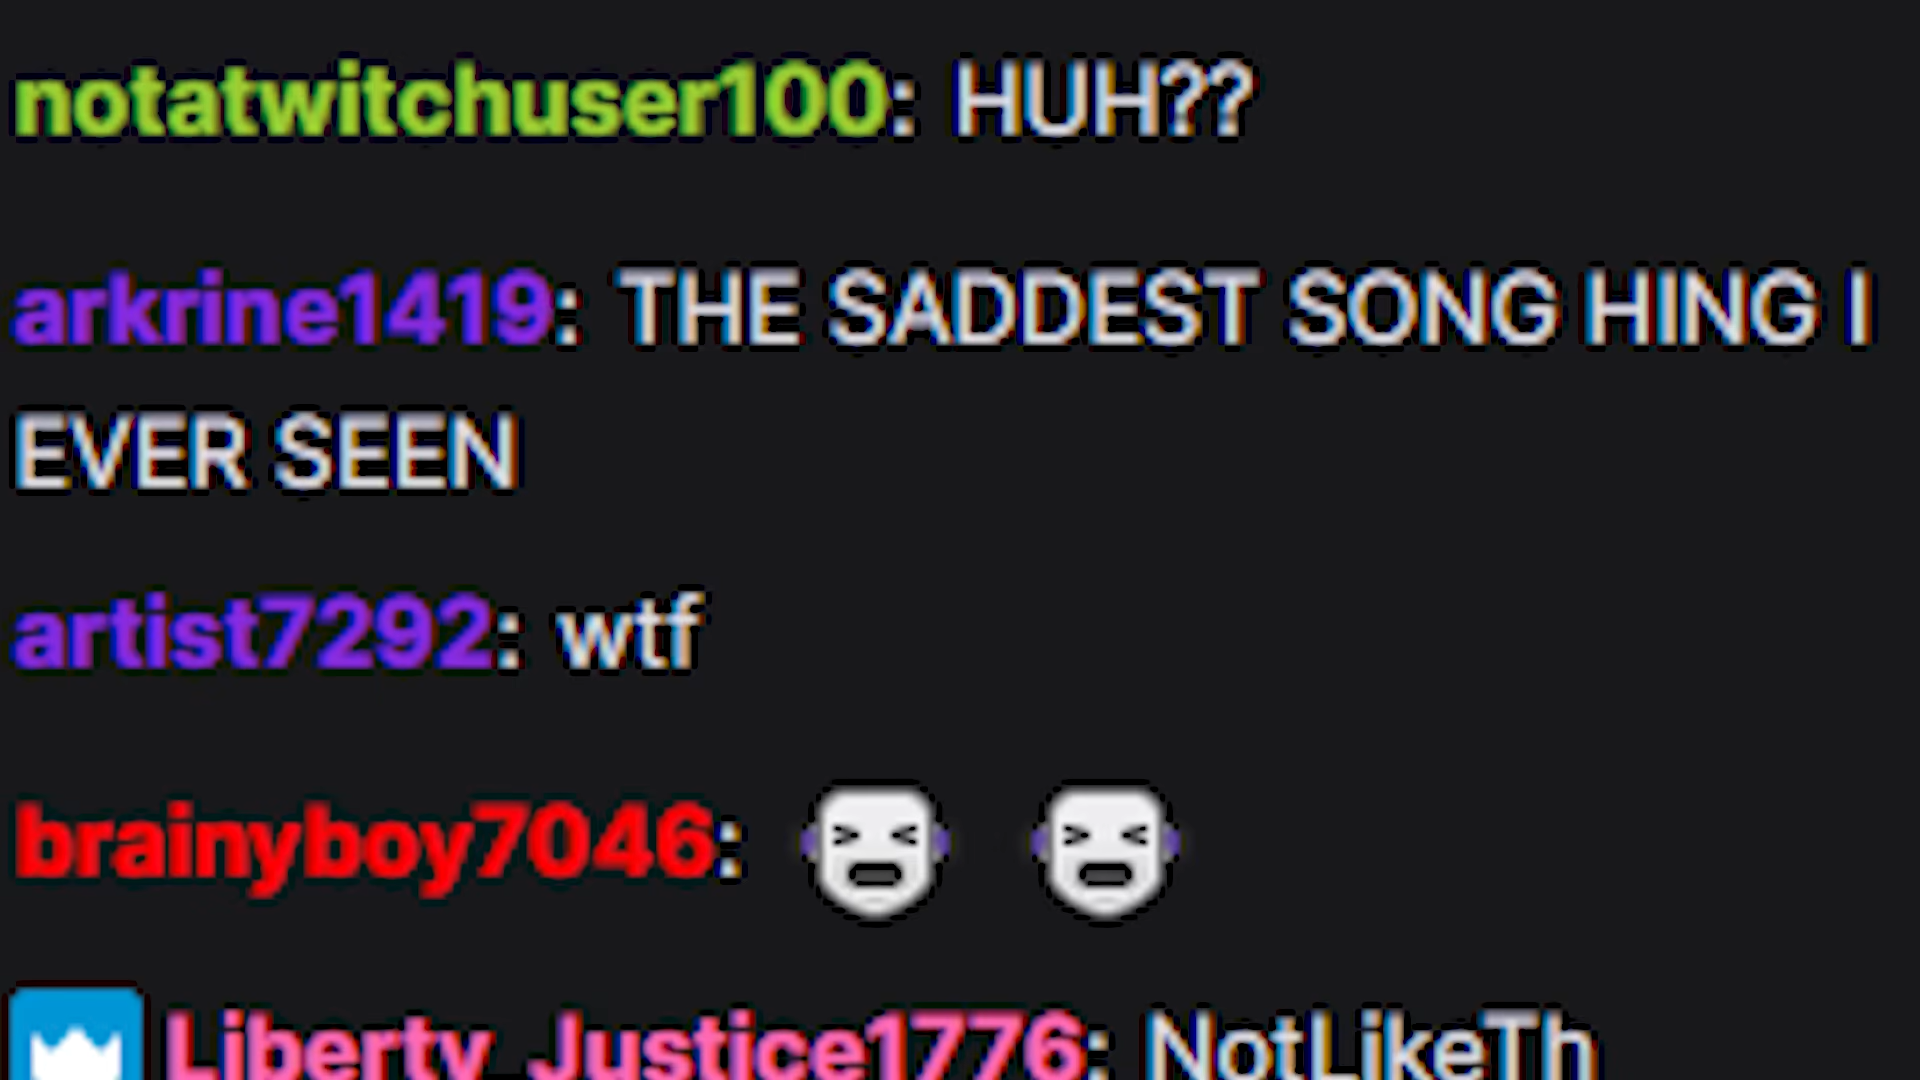 notatwitchuser100: HUH??
arkrine1419: THE SADDEST SONG HING I
EVER SEEN
artist7292: wtf
brainyboy7046:
Liberty_Justice1776: NotLikeTh